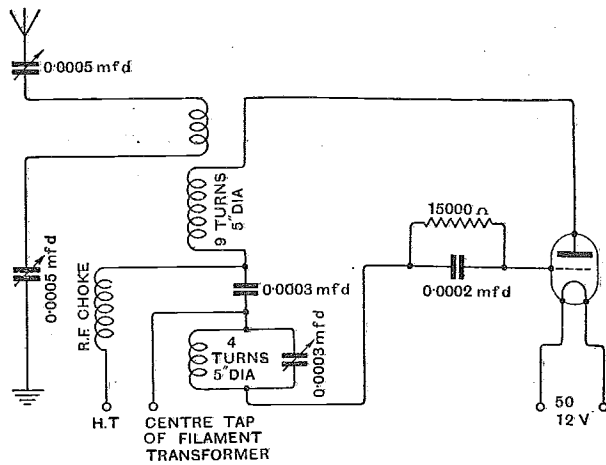 0.0005 mfd
9 TURNS
5" DIA
15000 Ω
0.0005 mfd
R.F. CHOKE
0.0003 mfd
0.0002 mfd
4
TURNS
5" DIA
0.0003 mfd
H.T
CENTRE TAP
OF FILAMENT
TRANSFORMER
50
12 V